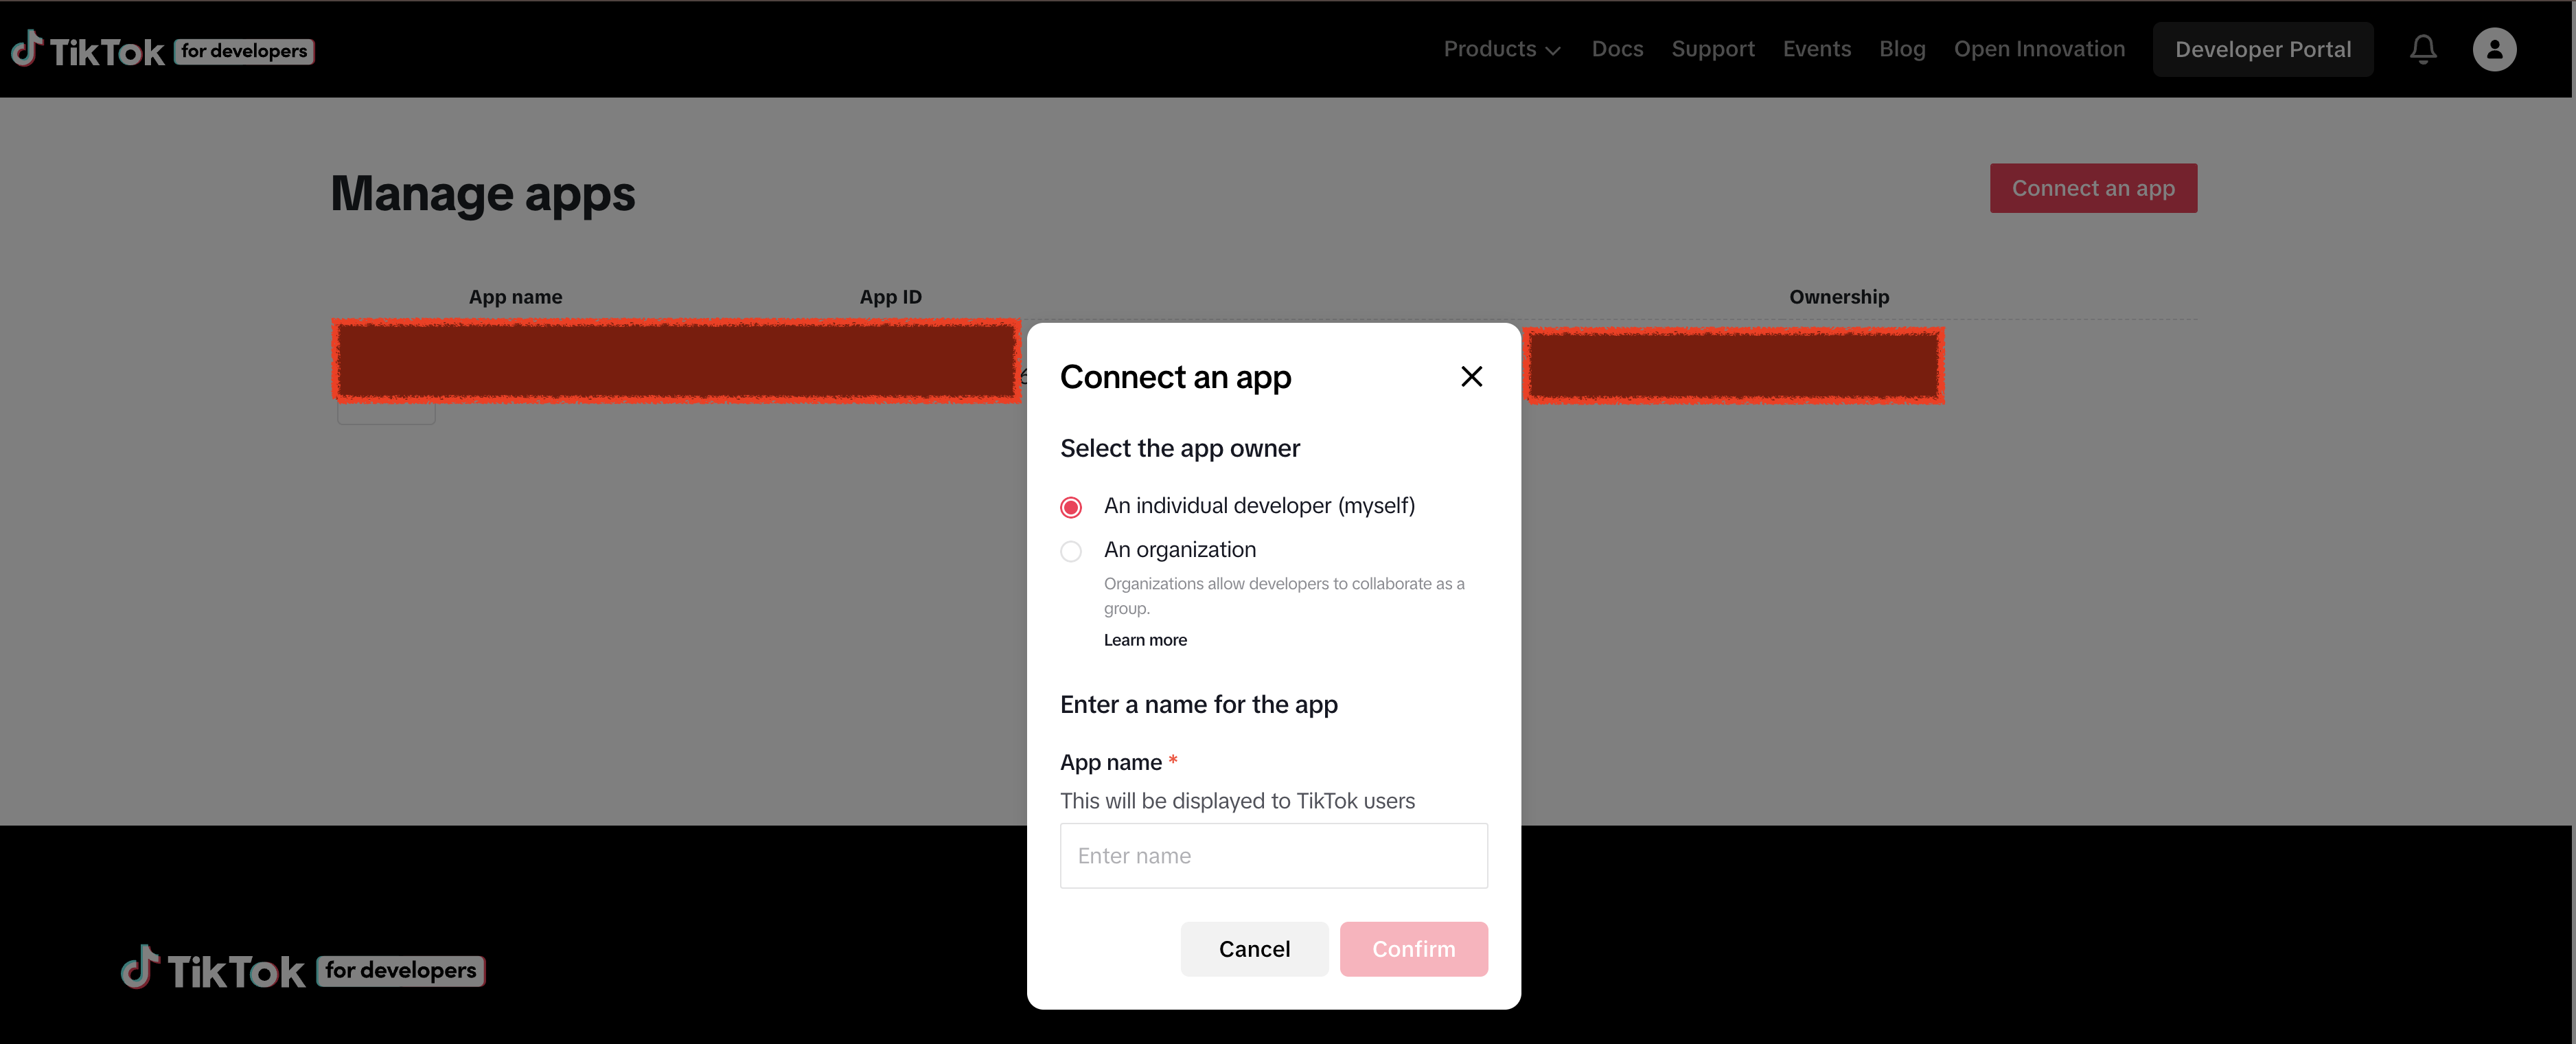 TikTok for developers
Products Docs Support Events Blog Open Innovation Developer Portal
Manage apps
Connect an app
App name App ID Ownership
Connect an app
Select the app owner
An individual developer (myself)
An organization
Organizations allow developers to collaborate as a
group.
Learn more
Enter a name for the app
App name *
This will be displayed to TikTok users
Enter name
Cancel Confirm
TikTok for developers